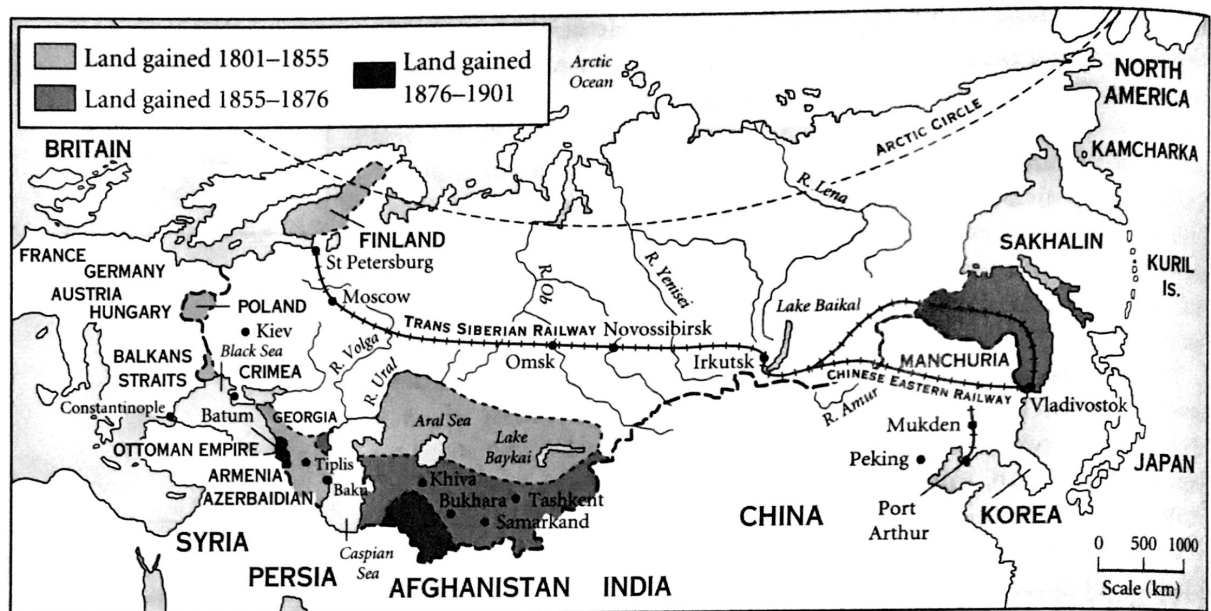 Land gained 1801–1855
Land gained 1855–1876
Land gained
1876–1901
Arctic
Ocean
NORTH
AMERICA
ARCTIC CIRCLE
BRITAIN
KAMCHARKA
R. Lena
FINLAND
St Petersburg
SAKHALIN
FRANCE
GERMANY
KURIL
Is.
AUSTRIA
HUNGARY
POLAND
Moscow
R. Ob
R. Yenisei
Lake Baikal
Kiev
TRANS SIBERIAN RAILWAY
Novossibirsk
Black Sea
R. Volga
Omsk
Irkutsk
MANCHURIA
BALKANS
STRAITS
CRIMEA
R. Ural
CHINESE EASTERN RAILWAY
Constantinople
Batum
GEORGIA
R. Amur
Vladivostok
Aral Sea
Lake
Baykai
Mukden
OTTOMAN EMPIRE
Tiplis
Peking
JAPAN
ARMENIA
AZERBAIDIAN
Baku
Khiva
Bukhara
Tashkent
Samarkand
Port
Arthur
KOREA
CHINA
SYRIA
Caspian
Sea
PERSIA
AFGHANISTAN
INDIA
0 500 1000
Scale (km)